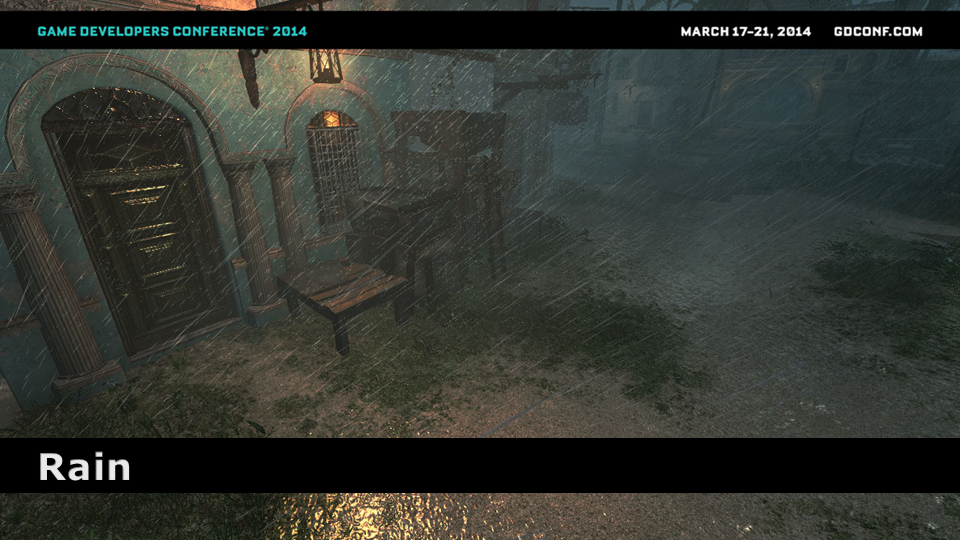 GAME DEVELOPERS CONFERENCE® 2014
MARCH 17–21, 2014 GDCONF.COM
Rain